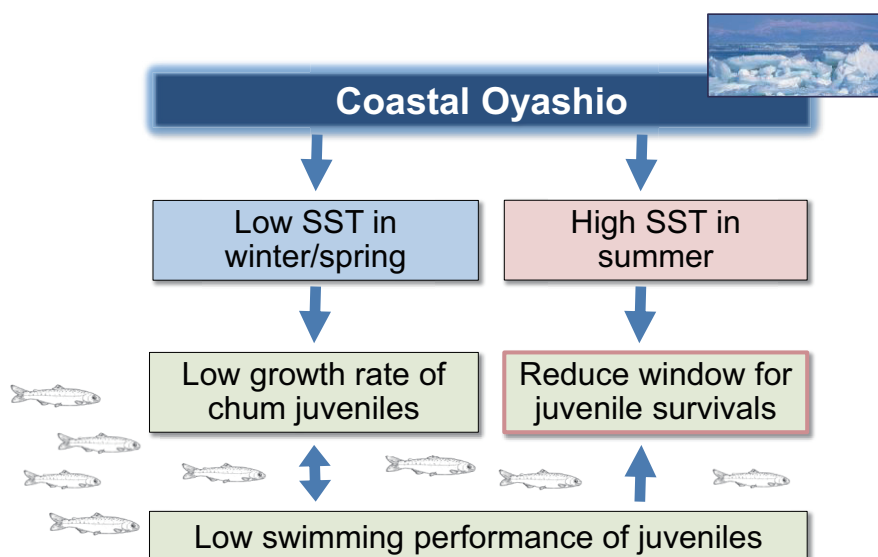 Coastal Oyashio
Low SST in
winter/spring
High SST in
summer
Low growth rate of
chum juveniles
Reduce window for
juvenile survivals
Low swimming performance of juveniles